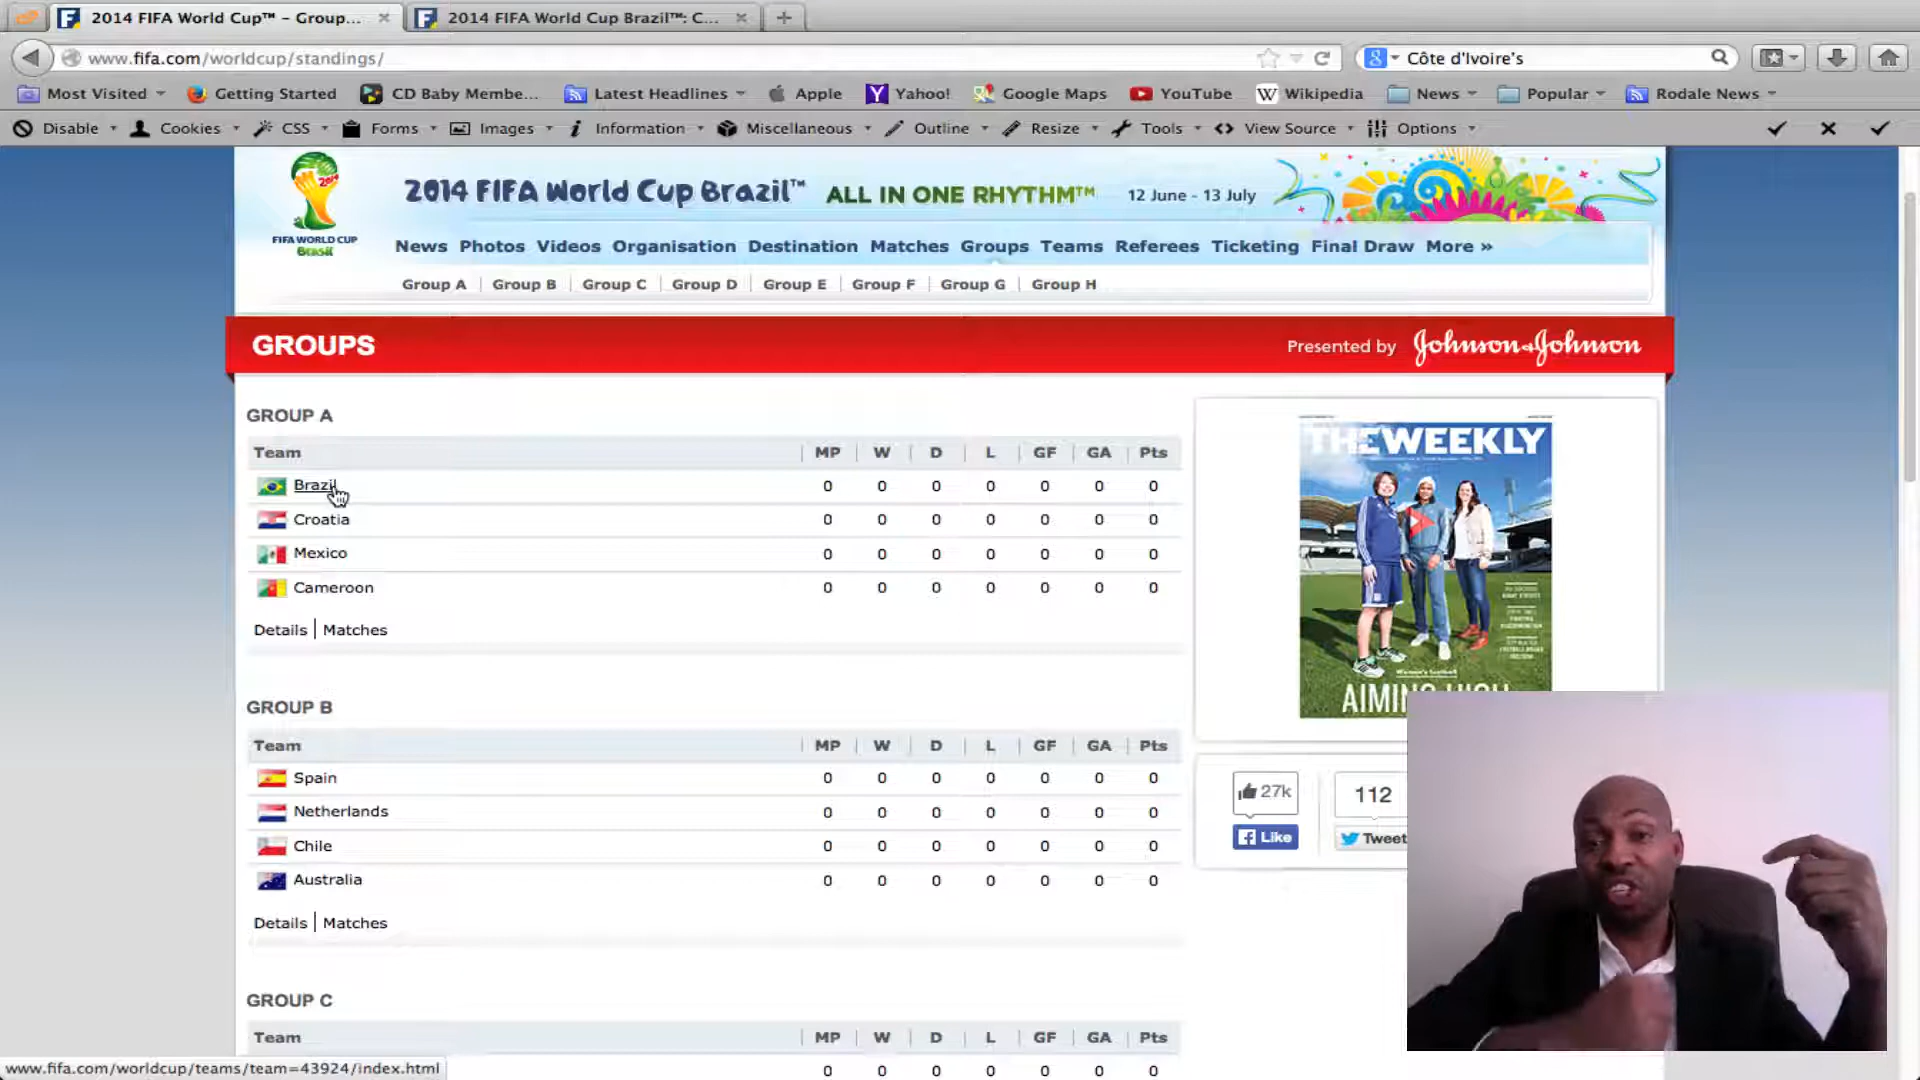 2014 FIFA World Cup™ – Group... 2014 FIFA World Cup Brazil™: C...
www.fifa.com/worldcup/standings/ Côte d'Ivoire's
Most Visited Getting Started CD Baby Membe... Latest Headlines Apple Yahoo! Google Maps YouTube Wikipedia News Popular Rodale News
Disable Cookies CSS Forms Images Information Miscellaneous Outline Resize Tools View Source Options
2014 FIFA World Cup Brazil™ ALL IN ONE RHYTHM™ 12 June - 13 July
FIFA WORLD CUP
Brasil
News Photos Videos Organisation Destination Matches Groups Teams Referees Ticketing Final Draw More »
Group A Group B Group C Group D Group E Group F Group G Group H
GROUPS Presented by Johnson & Johnson
GROUP A
Team MP W D L GF GA Pts
Brazil 0 0 0 0 0 0 0
Croatia 0 0 0 0 0 0 0
Mexico 0 0 0 0 0 0 0
Cameroon 0 0 0 0 0 0 0
Details | Matches
THE WEEKLY
Women's football
AIMING HIGH
GROUP B
Team MP W D L GF GA Pts
Spain 0 0 0 0 0 0 0
Netherlands 0 0 0 0 0 0 0
Chile 0 0 0 0 0 0 0
Australia 0 0 0 0 0 0 0
Details | Matches
27k 112
Like Tweet
GROUP C
Team MP W D L GF GA Pts
0 0 0 0 0 0 0
www.fifa.com/worldcup/teams/team=43924/index.html